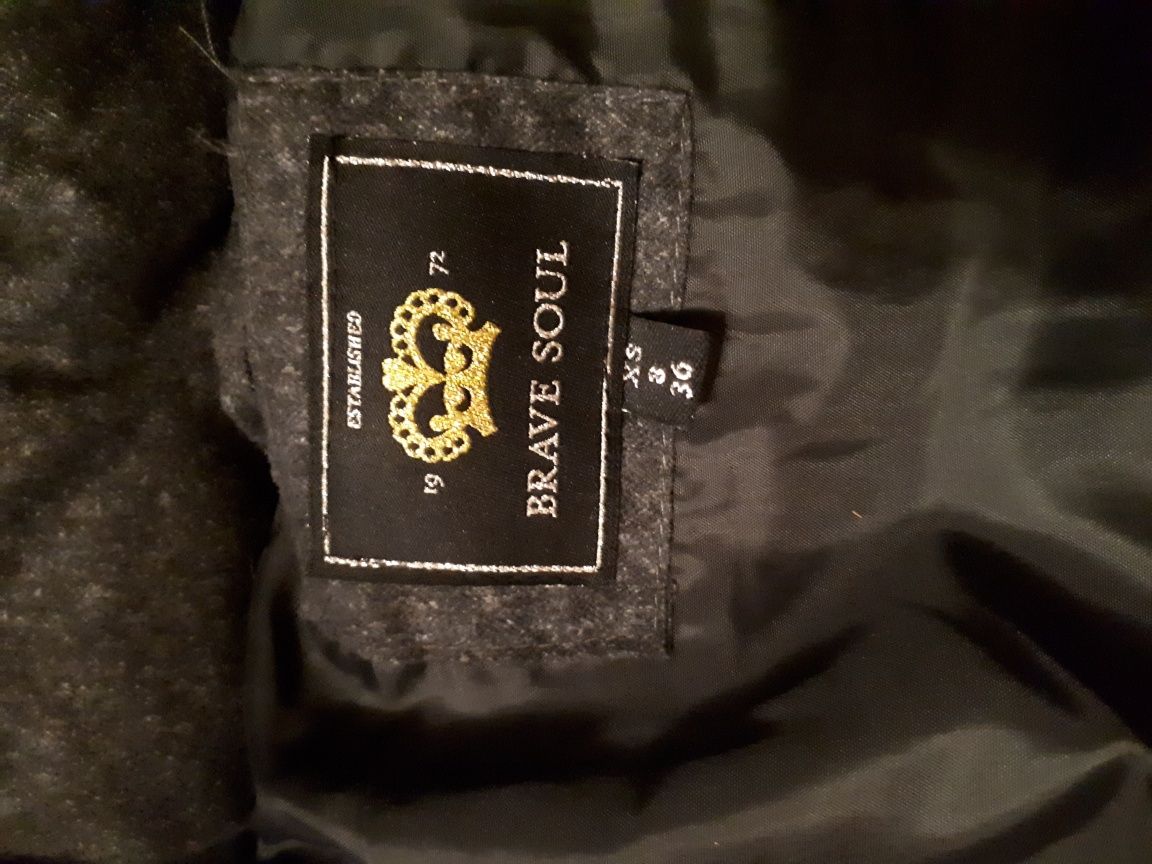 ESTABLISHED
19 72
BRAVE SOUL
XS
8
36